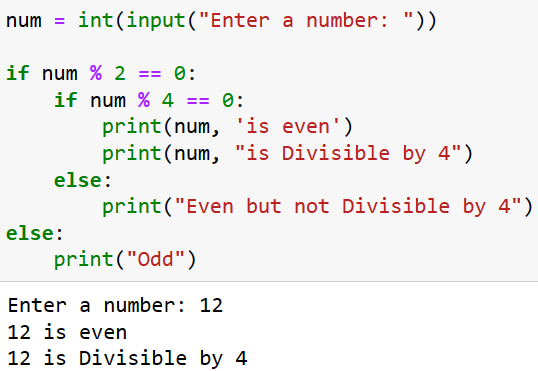 num = int(input("Enter a number: "))
if num % 2 == 0:
    if num % 4 == 0:
        print(num, 'is even')
        print(num, "is Divisible by 4")
    else:
        print("Even but not Divisible by 4")
else:
    print("Odd")
Enter a number: 12
12 is even
12 is Divisible by 4